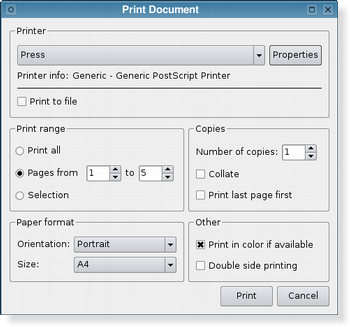 Print Document
Printer
Press
Properties
Printer info: Generic - Generic PostScript Printer
Print to file
Print range
Print all
Pages from 1 to 5
Selection
Copies
Number of copies: 1
Collate
Print last page first
Paper format
Orientation: Portrait
Size: A4
Other
Print in color if available
Double side printing
Print
Cancel